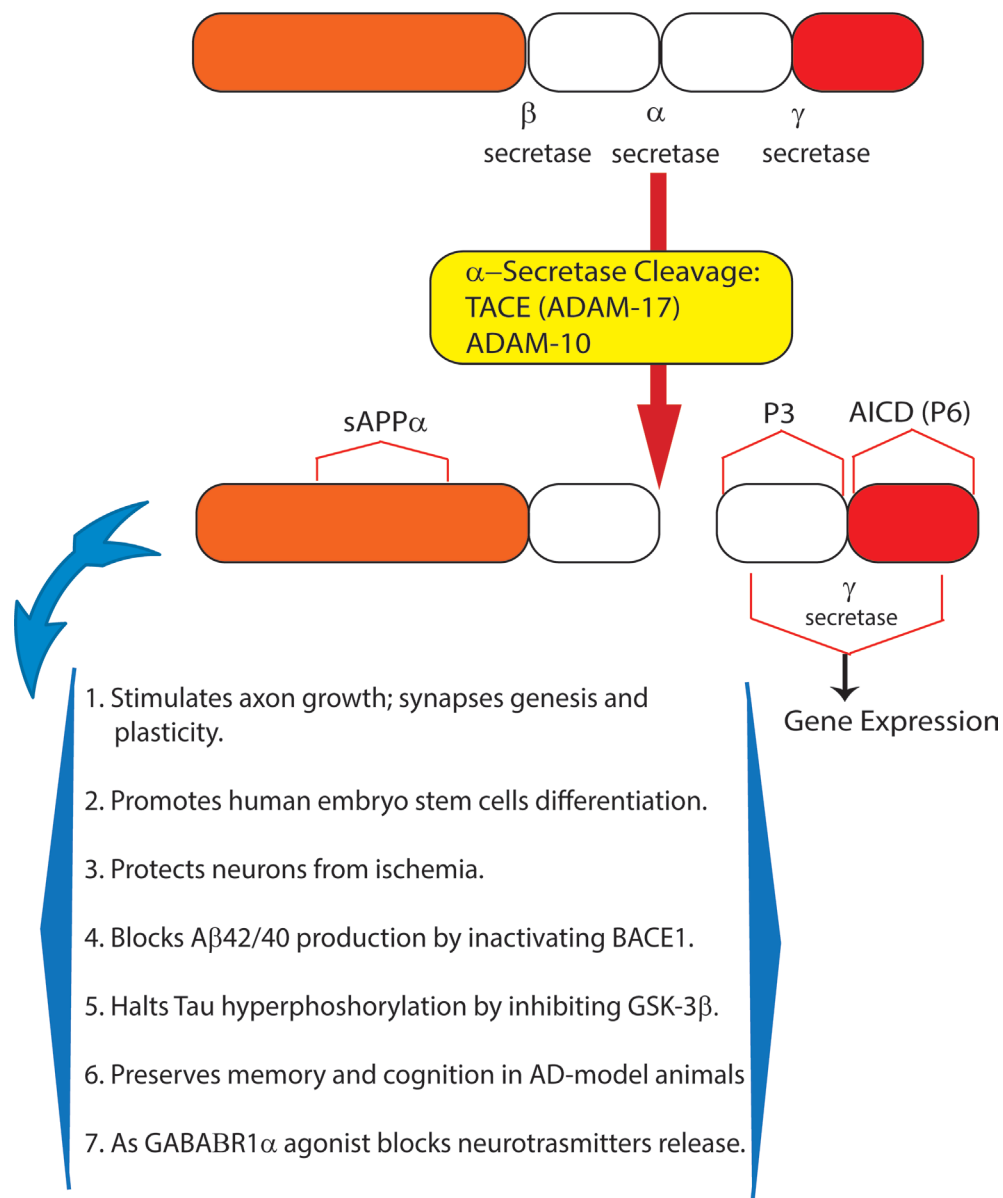 β
secretase
α
secretase
γ
secretase
α–Secretase Cleavage:
TACE (ADAM-17)
ADAM-10
sAPPα
P3
AICD (P6)
γ
secretase
Gene Expression
1. Stimulates axon growth; synapses genesis and
plasticity.
2. Promotes human embryo stem cells differentiation.
3. Protects neurons from ischemia.
4. Blocks Aβ42/40 production by inactivating BACE1.
5. Halts Tau hyperphoshorylation by inhibiting GSK-3β.
6. Preserves memory and cognition in AD-model animals
7. As GABABR1α agonist blocks neurotrasmitters release.